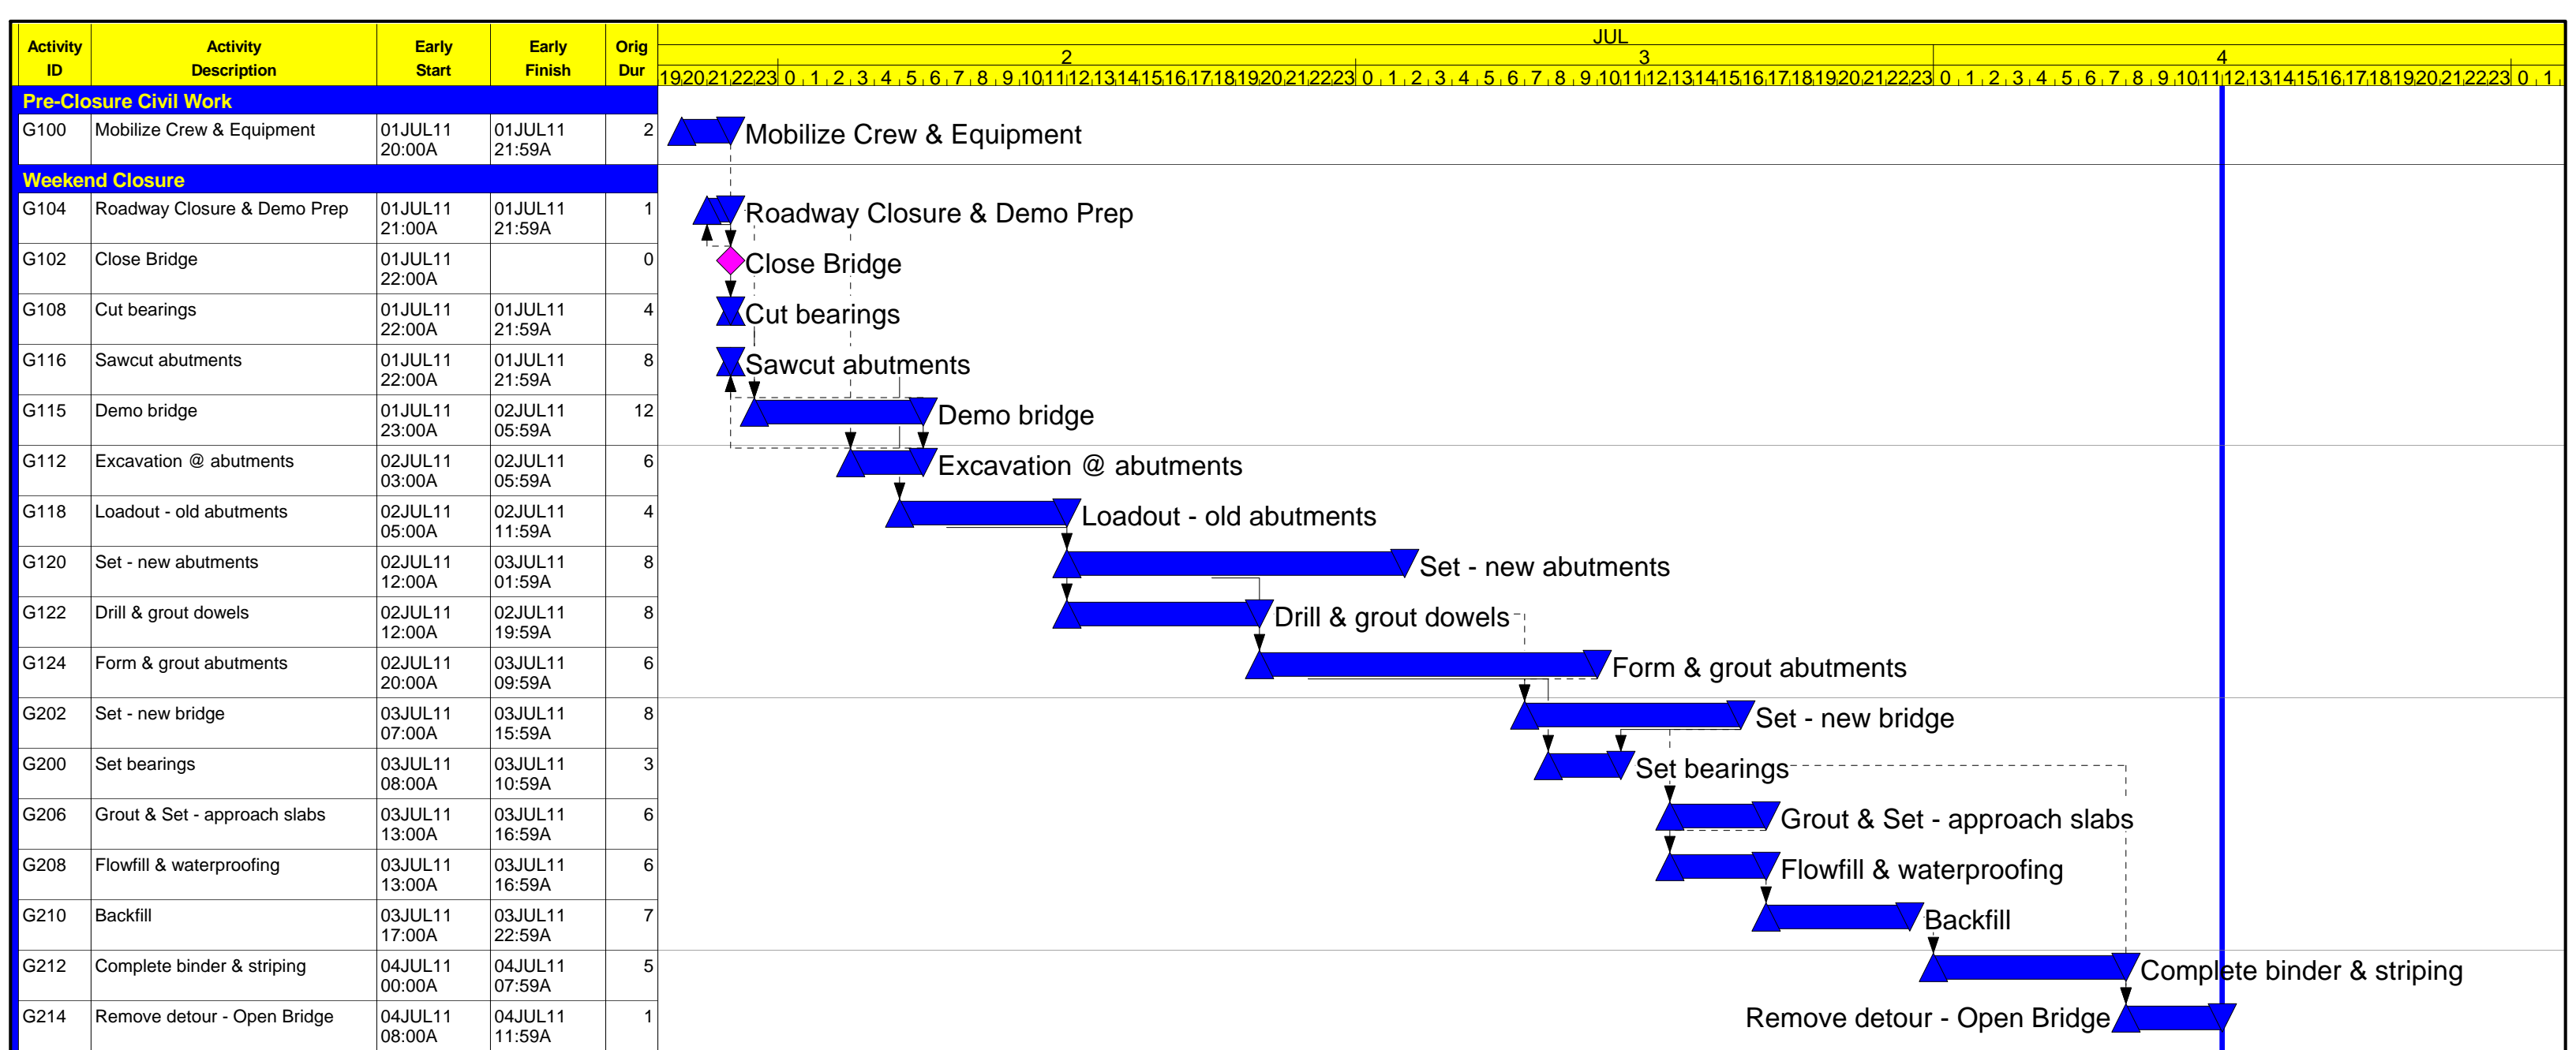 JUL
Activity Activity Early Early Orig 2 3 4
ID Description Start Finish Dur 19 20 21 22 23 0 1 2 3 4 5 6 7 8 9 10 11 12 13 14 15 16 17 18 19 20 21 22 23 0 1 2 3 4 5 6 7 8 9 10 11 12 13 14 15 16 17 18 19 20 21 22 23 0 1 2 3 4 5 6 7 8 9 10 11 12 13 14 15 16 17 18 19 20 21 22 23 0 1
Pre-Closure Civil Work
G100 Mobilize Crew & Equipment 01JUL11 01JUL11 2 Mobilize Crew & Equipment
20:00A 21:59A
Weekend Closure
G104 Roadway Closure & Demo Prep 01JUL11 01JUL11 1 Roadway Closure & Demo Prep
21:00A 21:59A
G102 Close Bridge 01JUL11 0 Close Bridge
22:00A
G108 Cut bearings 01JUL11 01JUL11 4 Cut bearings
22:00A 21:59A
G116 Sawcut abutments 01JUL11 01JUL11 8 Sawcut abutments
22:00A 21:59A
G115 Demo bridge 01JUL11 02JUL11 12 Demo bridge
23:00A 05:59A
G112 Excavation @ abutments 02JUL11 02JUL11 6 Excavation @ abutments
03:00A 05:59A
G118 Loadout - old abutments 02JUL11 02JUL11 4 Loadout - old abutments
05:00A 11:59A
G120 Set - new abutments 02JUL11 03JUL11 8 Set - new abutments
12:00A 01:59A
G122 Drill & grout dowels 02JUL11 02JUL11 8 Drill & grout dowels
12:00A 19:59A
G124 Form & grout abutments 02JUL11 03JUL11 6 Form & grout abutments
20:00A 09:59A
G202 Set - new bridge 03JUL11 03JUL11 8 Set - new bridge
07:00A 15:59A
G200 Set bearings 03JUL11 03JUL11 3 Set bearings
08:00A 10:59A
G206 Grout & Set - approach slabs 03JUL11 03JUL11 6 Grout & Set - approach slabs
13:00A 16:59A
G208 Flowfill & waterproofing 03JUL11 03JUL11 6 Flowfill & waterproofing
13:00A 16:59A
G210 Backfill 03JUL11 03JUL11 7 Backfill
17:00A 22:59A
G212 Complete binder & striping 04JUL11 04JUL11 5 Complete binder & striping
00:00A 07:59A
G214 Remove detour - Open Bridge 04JUL11 04JUL11 1 Remove detour - Open Bridge
08:00A 11:59A